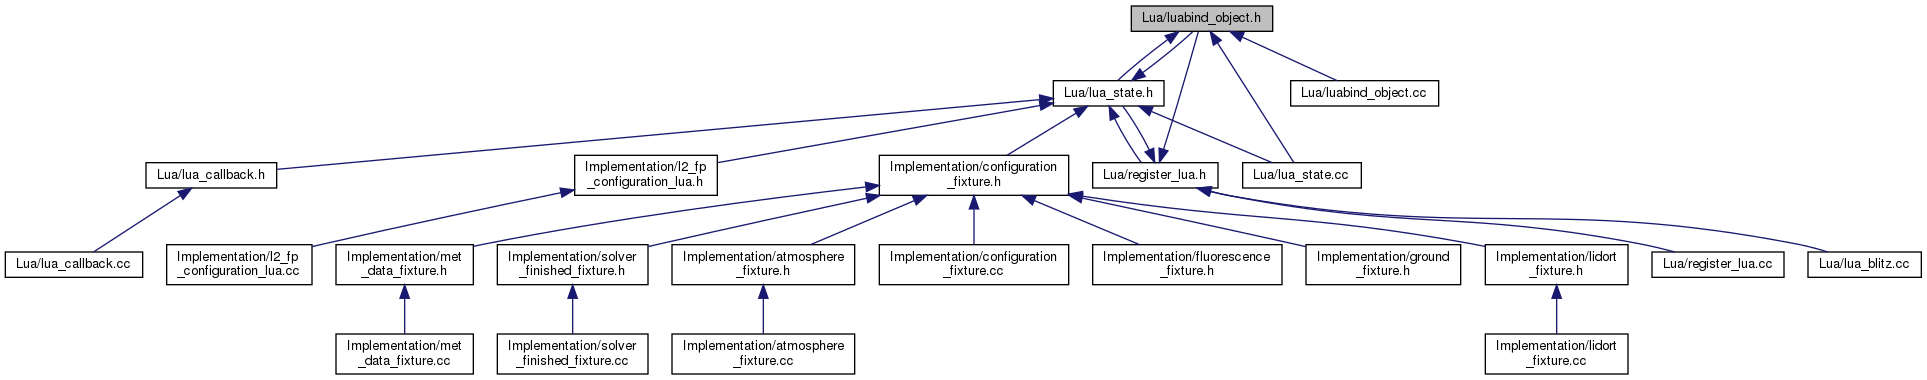 Lua/luabind_object.h
Lua/lua_state.h
Lua/luabind_object.cc
Lua/lua_callback.h
Implementation/l2_fp
_configuration_lua.h
Implementation/configuration
_fixture.h
Lua/register_lua.h
Lua/lua_state.cc
Lua/lua_callback.cc
Implementation/l2_fp
_configuration_lua.cc
Implementation/met
_data_fixture.h
Implementation/solver
_finished_fixture.h
Implementation/atmosphere
_fixture.h
Implementation/configuration
_fixture.cc
Implementation/fluorescence
_fixture.h
Implementation/ground
_fixture.h
Implementation/lidort
_fixture.h
Lua/register_lua.cc
Lua/lua_blitz.cc
Implementation/met
_data_fixture.cc
Implementation/solver
_finished_fixture.cc
Implementation/atmosphere
_fixture.cc
Implementation/lidort
_fixture.cc